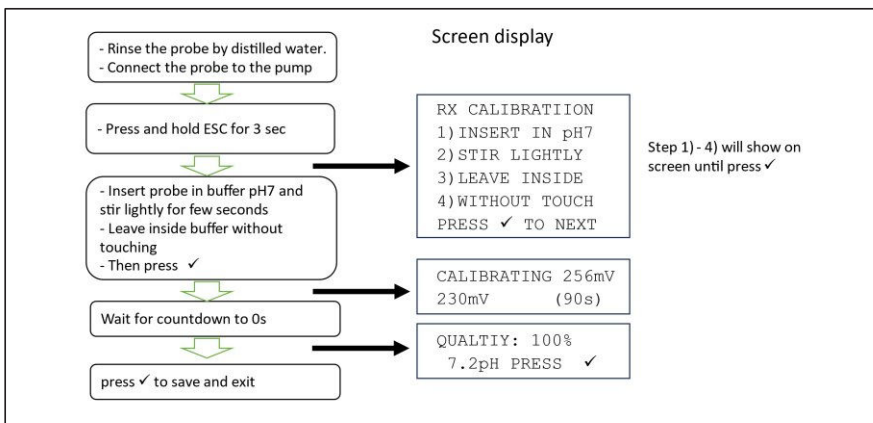 Screen display
- Rinse the probe by distilled water.
- Connect the probe to the pump
- Press and hold ESC for 3 sec
RX CALIBRATIION
1)INSERT IN pH7
2)STIR LIGHTLY
3)LEAVE INSIDE
4)WITHOUT TOUCH
PRESS ✓ TO NEXT
Step 1) - 4) will show on
screen until press ✓
- Insert probe in buffer pH7 and
stir lightly for few seconds
- Leave inside buffer without
touching
- Then press ✓
CALIBRATING 256mV
230mV (90s)
Wait for countdown to 0s
QUALTIY: 100%
7.2pH PRESS ✓
press ✓ to save and exit